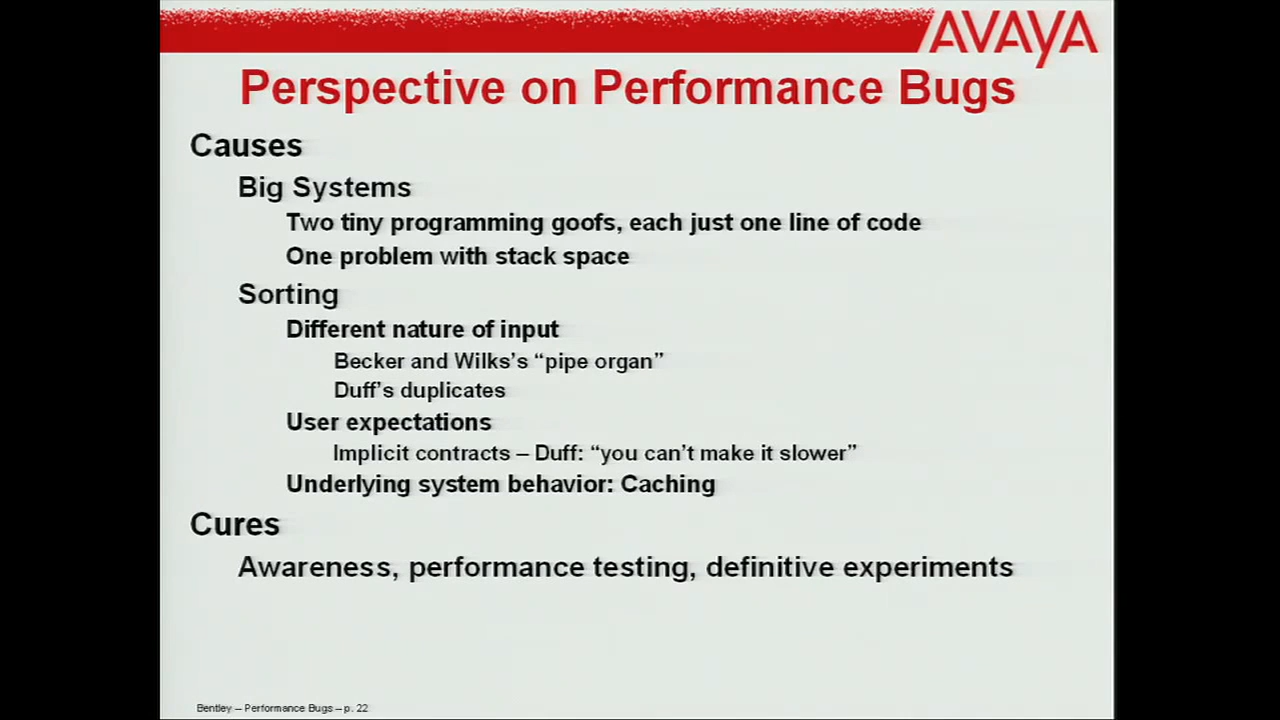 AVAYA
Perspective on Performance Bugs
Causes
Big Systems
Two tiny programming goofs, each just one line of code
One problem with stack space
Sorting
Different nature of input
Becker and Wilks's “pipe organ”
Duff's duplicates
User expectations
Implicit contracts – Duff: “you can't make it slower”
Underlying system behavior: Caching
Cures
Awareness, performance testing, definitive experiments
Bentley – Performance Bugs – p. 22